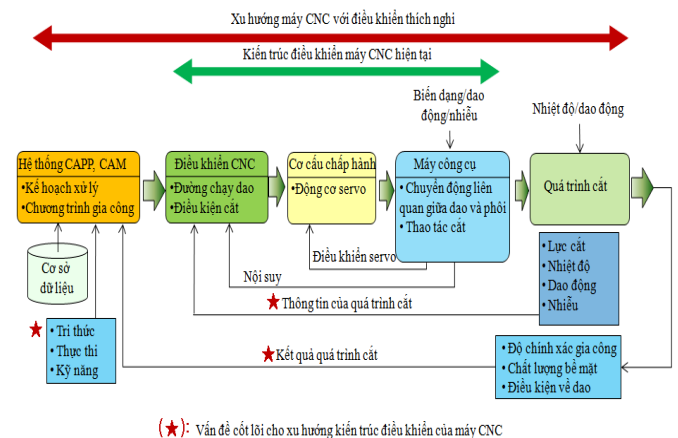 Xu hướng máy CNC với điều khiển thích nghi
Kiến trúc điều khiển máy CNC hiện tại
Biến dạng/dao
động/nhiễu
Nhiệt độ/dao động
Hệ thống CAPP, CAM
•Kế hoạch xử lý
•Chương trình gia công
Điều khiển CNC
•Đường chạy dao
•Điều kiện cắt
Cơ cấu chấp hành
•Động cơ servo
Máy công cụ
• Chuyển động liên
quan giữa dao và phôi
• Thao tác cắt
Quá trình cắt
Điều khiển servo
Nội suy
Cơ sở
dữ liệu
• Lực cắt
• Nhiệt độ
• Dao động
• Nhiễu
★ Thông tin của quá trình cắt
★ • Tri thức
• Thực thi
• Kỹ năng
★ Kết quả quá trình cắt
• Độ chính xác gia công
• Chất lượng bề mặt
• Điều kiện về dao
(★): Vấn đề cốt lõi cho xu hướng kiến trúc điều khiển của máy CNC